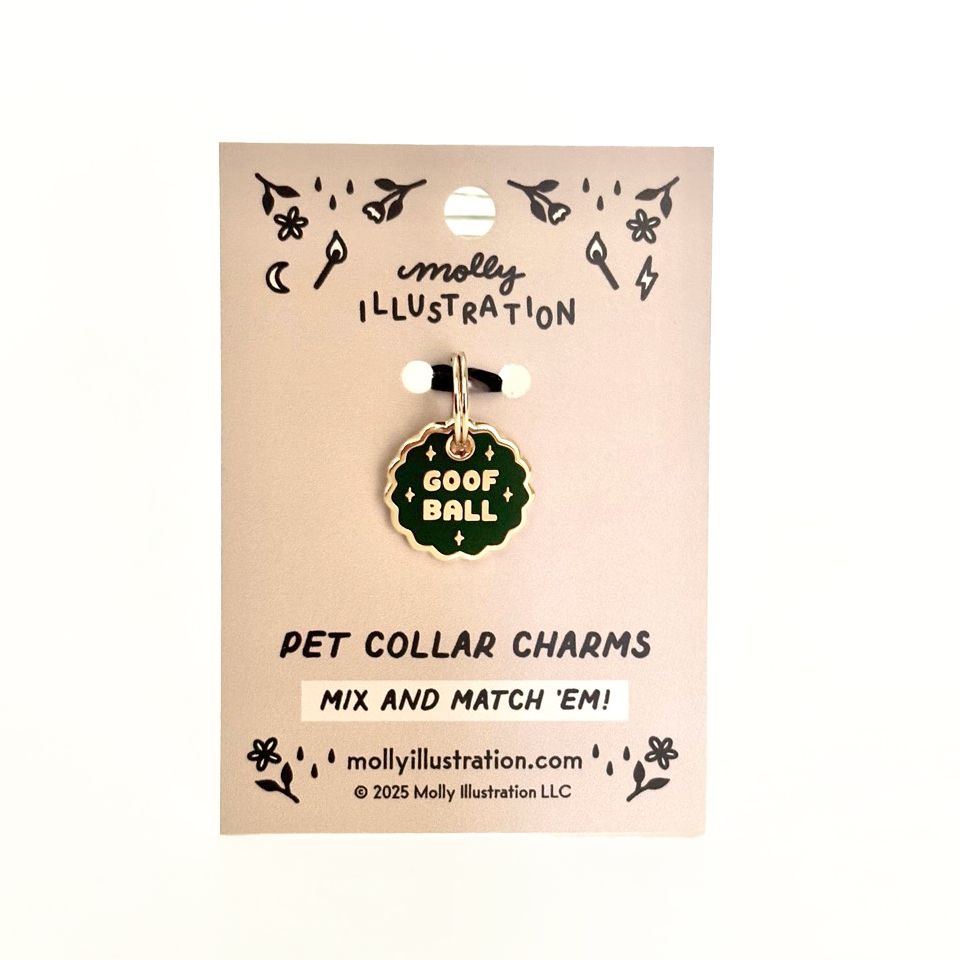 molly
ILLUSTRATION
GOOF
BALL
PET COLLAR CHARMS
MIX AND MATCH 'EM!
mollyillustration.com
© 2025 Molly Illustration LLC